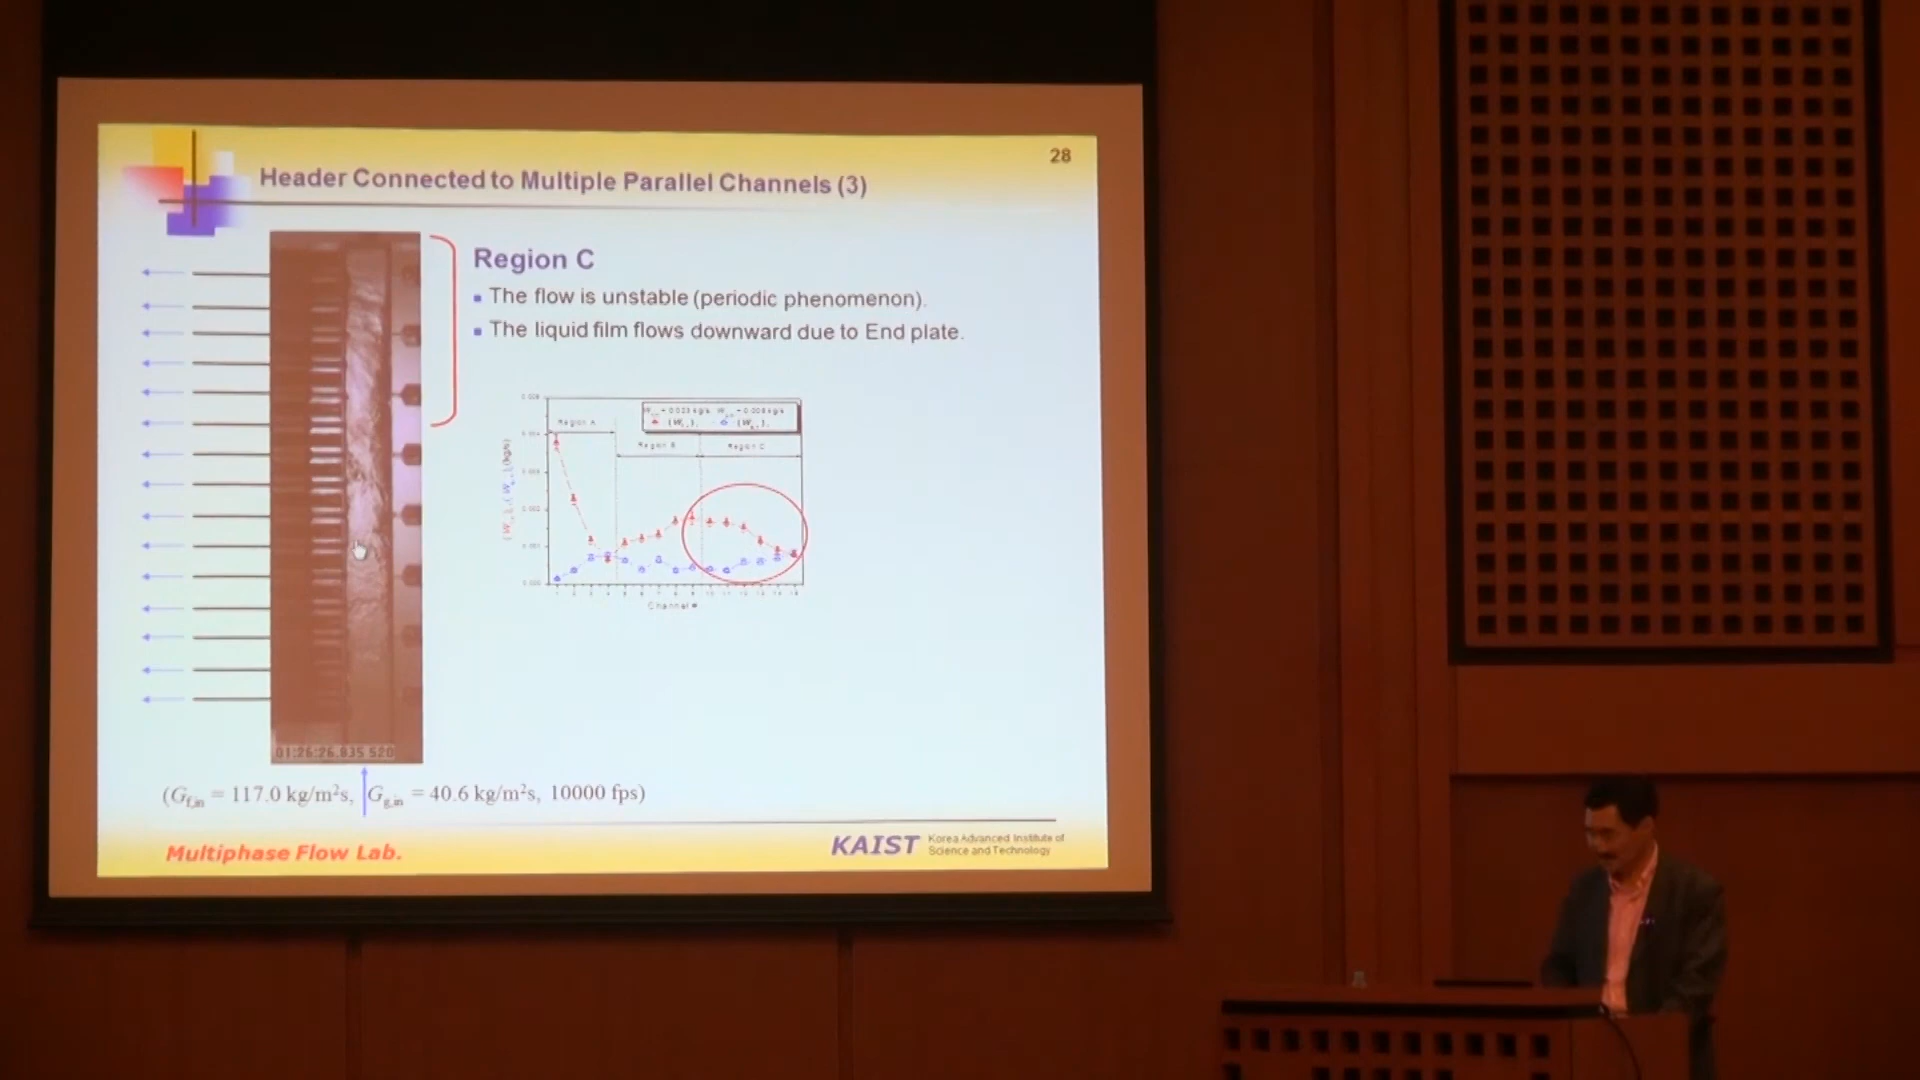 28
Header Connected to Multiple Parallel Channels (3)
Region C
The flow is unstable (periodic phenomenon).
The liquid film flows downward due to End plate.
Region A
Region B
Region C
Channel #
01:26:26.835 520
(Gf,in = 117.0 kg/m²s, Gg,in = 40.6 kg/m²s, 10000 fps)
Multiphase Flow Lab.
KAIST
Korea Advanced Institute of
Science and Technology